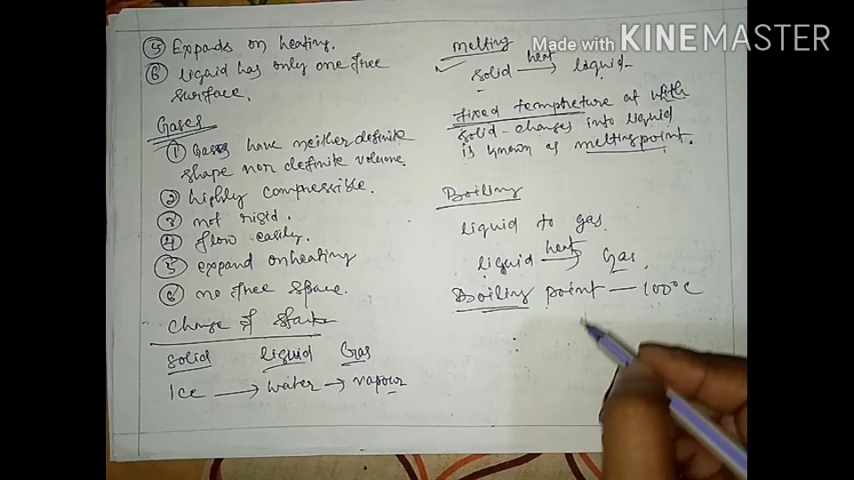 ⑤ Expands on heating.
⑥ liquid has only one free
surface.
Gases
① Gases have neither definite
shape nor definite volume.
② highly compressible.
③ not rigid.
④ flow easily.
⑤ expand on heating
⑥ no free space.
Change of state
solid liquid Gas
Ice → water → vapour
Made with KINEMASTER
melting
✓ solid heat → liquid
fixed tempreture at with
solid changes into liquid
is known as melting point.
Boiling
liquid to gas.
liquid heat → Gas.
Boiling point — 100°C